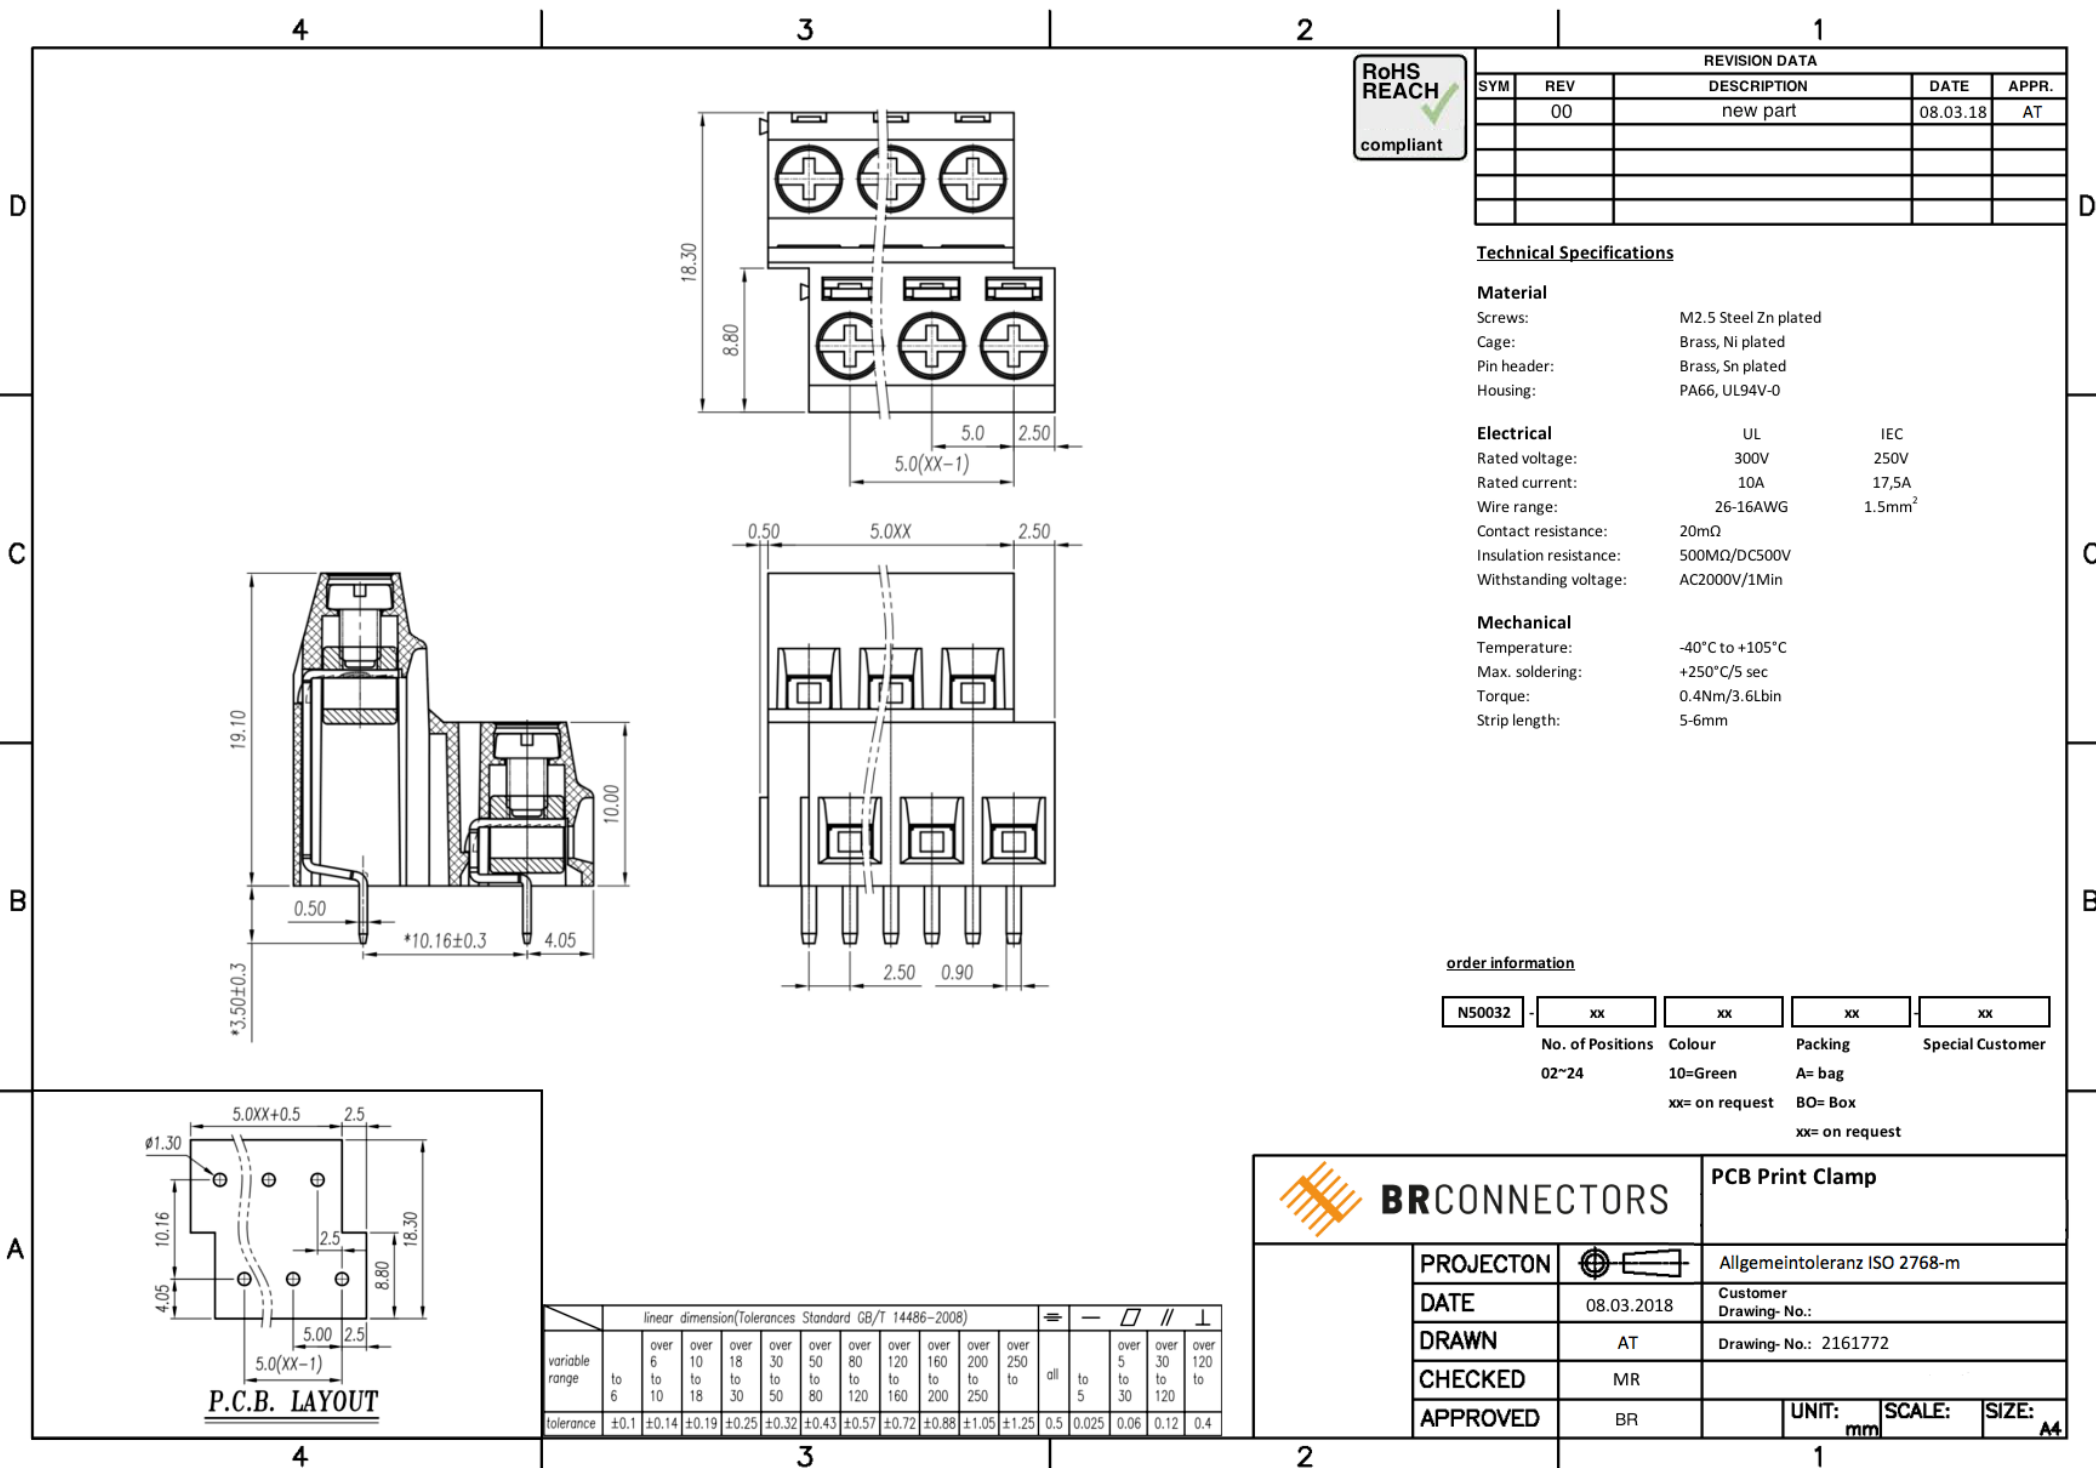 4 3 2 1
D D
C C
B B
A A
4 3 2 1
RoHS
REACH
compliant
REVISION DATA
SYM REV DESCRIPTION DATE APPR.
00 new part 08.03.18 AT
Technical Specifications
Material
Screws: M2.5 Steel Zn plated
Cage: Brass, Ni plated
Pin header: Brass, Sn plated
Housing: PA66, UL94V-0
Electrical UL IEC
Rated voltage: 300V 250V
Rated current: 10A 17,5A
Wire range: 26-16AWG 1.5mm²
Contact resistance: 20mΩ
Insulation resistance: 500MΩ/DC500V
Withstanding voltage: AC2000V/1Min
Mechanical
Temperature: -40°C to +105°C
Max. soldering: +250°C/5 sec
Torque: 0.4Nm/3.6Lbin
Strip length: 5-6mm
18.30
8.80
5.0 2.50
5.0(XX-1)
0.50 5.0XX 2.50
2.50 0.90
19.10
10.00
0.50
*10.16±0.3 4.05
*3.50±0.3
order information
N50032 - xx xx xx - xx
No. of Positions Colour Packing Special Customer
02~24 10=Green A= bag
xx= on request BO= Box
xx= on request
5.0XX+0.5 2.5
ø1.30
10.16
4.05
2.5
18.30
8.80
5.00 2.5
5.0(XX-1)
P.C.B. LAYOUT
linear dimension(Tolerances Standard GB/T 14486-2008) ⌯ — ▱ // ⊥
variable range to 6 over 6 to 10 over 10 to 18 over 18 to 30 over 30 to 50 over 50 to 80 over 80 to 120 over 120 to 160 over 160 to 200 over 200 to 250 over 250 to all to 5 over 5 to 30 over 30 to 120 over 120 to
tolerance ±0.1 ±0.14 ±0.19 ±0.25 ±0.32 ±0.43 ±0.57 ±0.72 ±0.88 ±1.05 ±1.25 0.5 0.025 0.06 0.12 0.4
BRCONNECTORS
PCB Print Clamp
PROJECTON
Allgemeintoleranz ISO 2768-m
DATE 08.03.2018
Customer
Drawing- No.:
DRAWN AT
Drawing- No.: 2161772
CHECKED MR
APPROVED BR
UNIT: mm SCALE: SIZE: A4